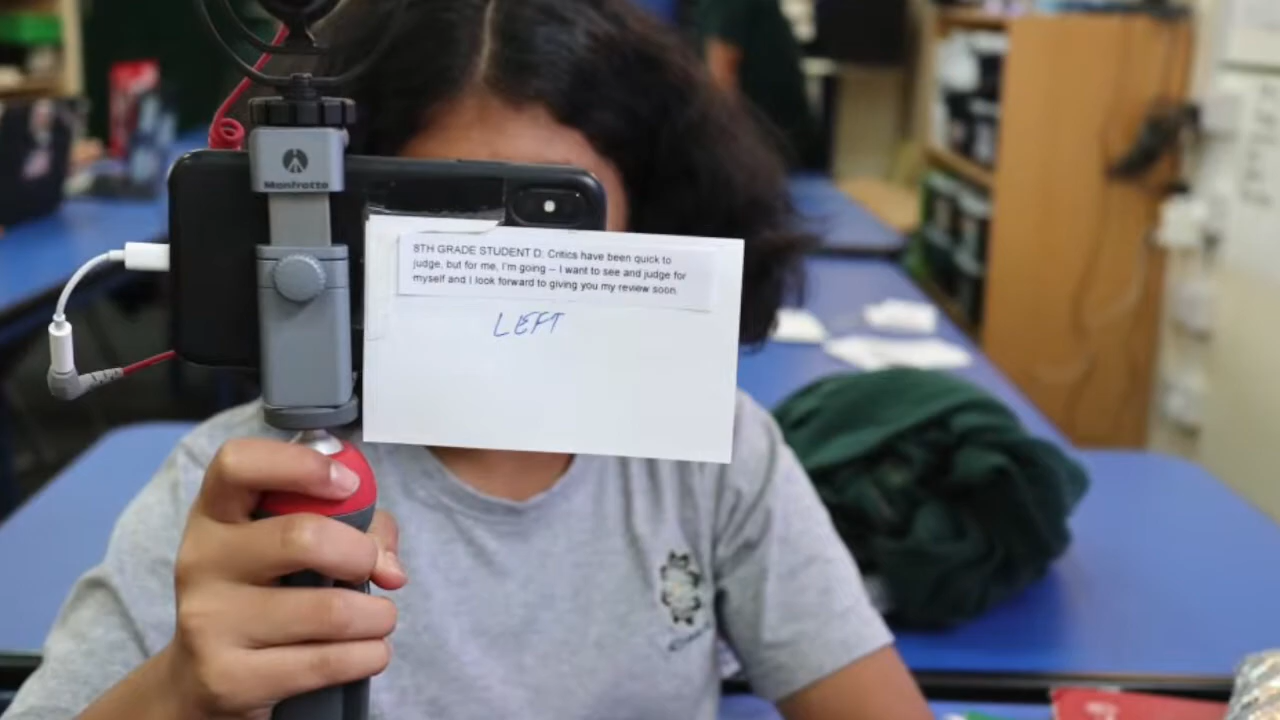 Manfrotto
8TH GRADE STUDENT D: Critics have been quick to
judge, but for me, I'm going – I want to see and judge for
myself and I look forward to giving you my review soon.
LEFT